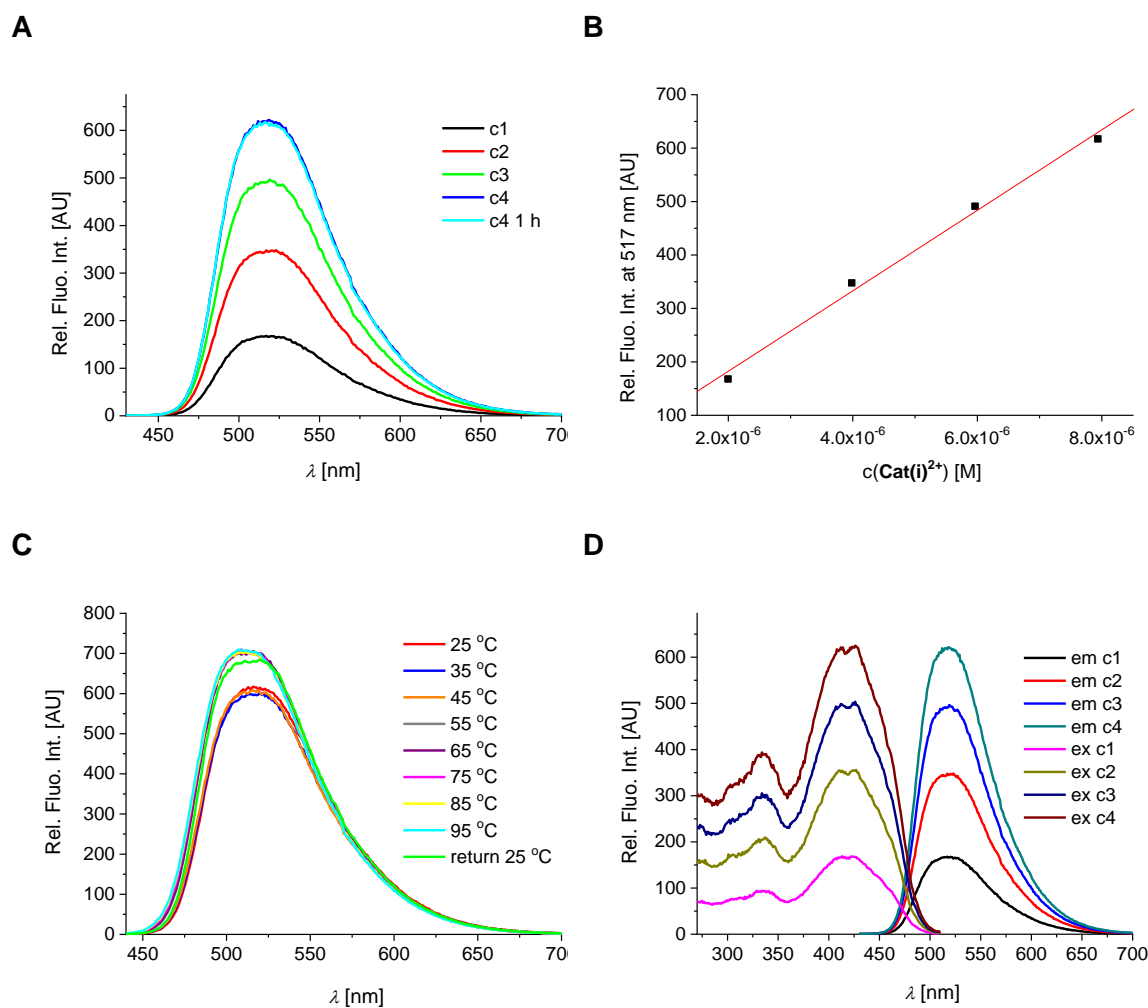 A
Rel. Fluo. Int. [AU]
600
500
400
300
200
100
0
450 500 550 600 650 700
λ [nm]
c1
c2
c3
c4
c4 1 h
B
Rel. Fluo. Int. at 517 nm [AU]
700
600
500
400
300
200
100
2.0x10⁻⁶ 4.0x10⁻⁶ 6.0x10⁻⁶ 8.0x10⁻⁶
c(Cat(i)²⁺) [M]
C
Rel. Fluo. Int. [AU]
800
700
600
500
400
300
200
100
0
450 500 550 600 650 700
λ [nm]
25 °C
35 °C
45 °C
55 °C
65 °C
75 °C
85 °C
95 °C
return 25 °C
D
Rel. Fluo. Int. [AU]
600
500
400
300
200
100
0
300 350 400 450 500 550 600 650 700
λ [nm]
em c1
em c2
em c3
em c4
ex c1
ex c2
ex c3
ex c4